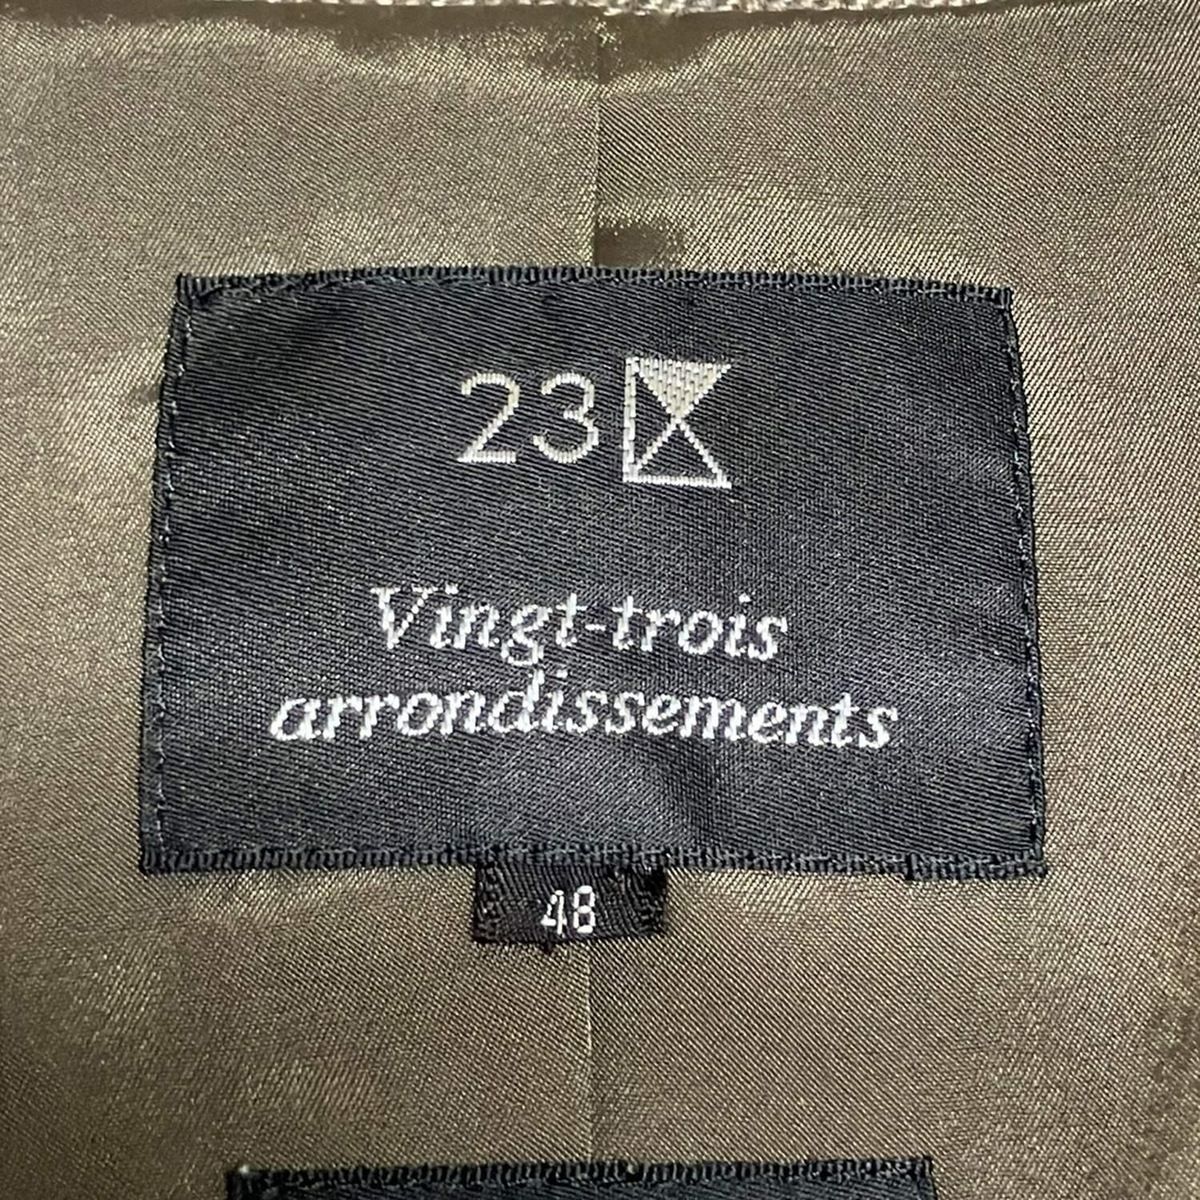 23
Vingt-trois
arrondissements
48